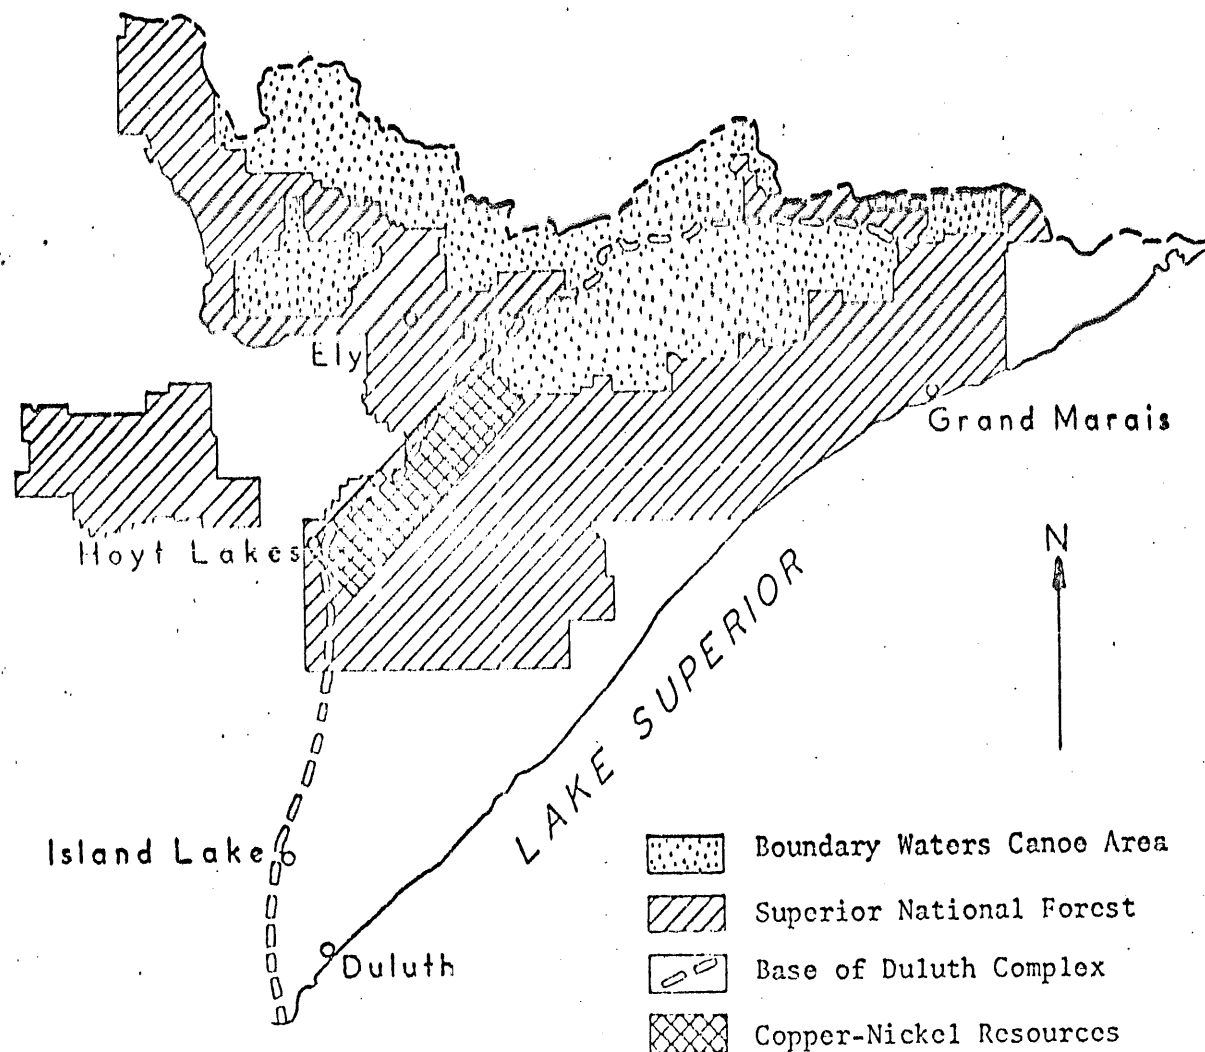 Ely
Grand Marais
Hoyt Lakes
N
LAKE SUPERIOR
Island Lake
Duluth
Boundary Waters Canoe Area
Superior National Forest
Base of Duluth Complex
Copper-Nickel Resources